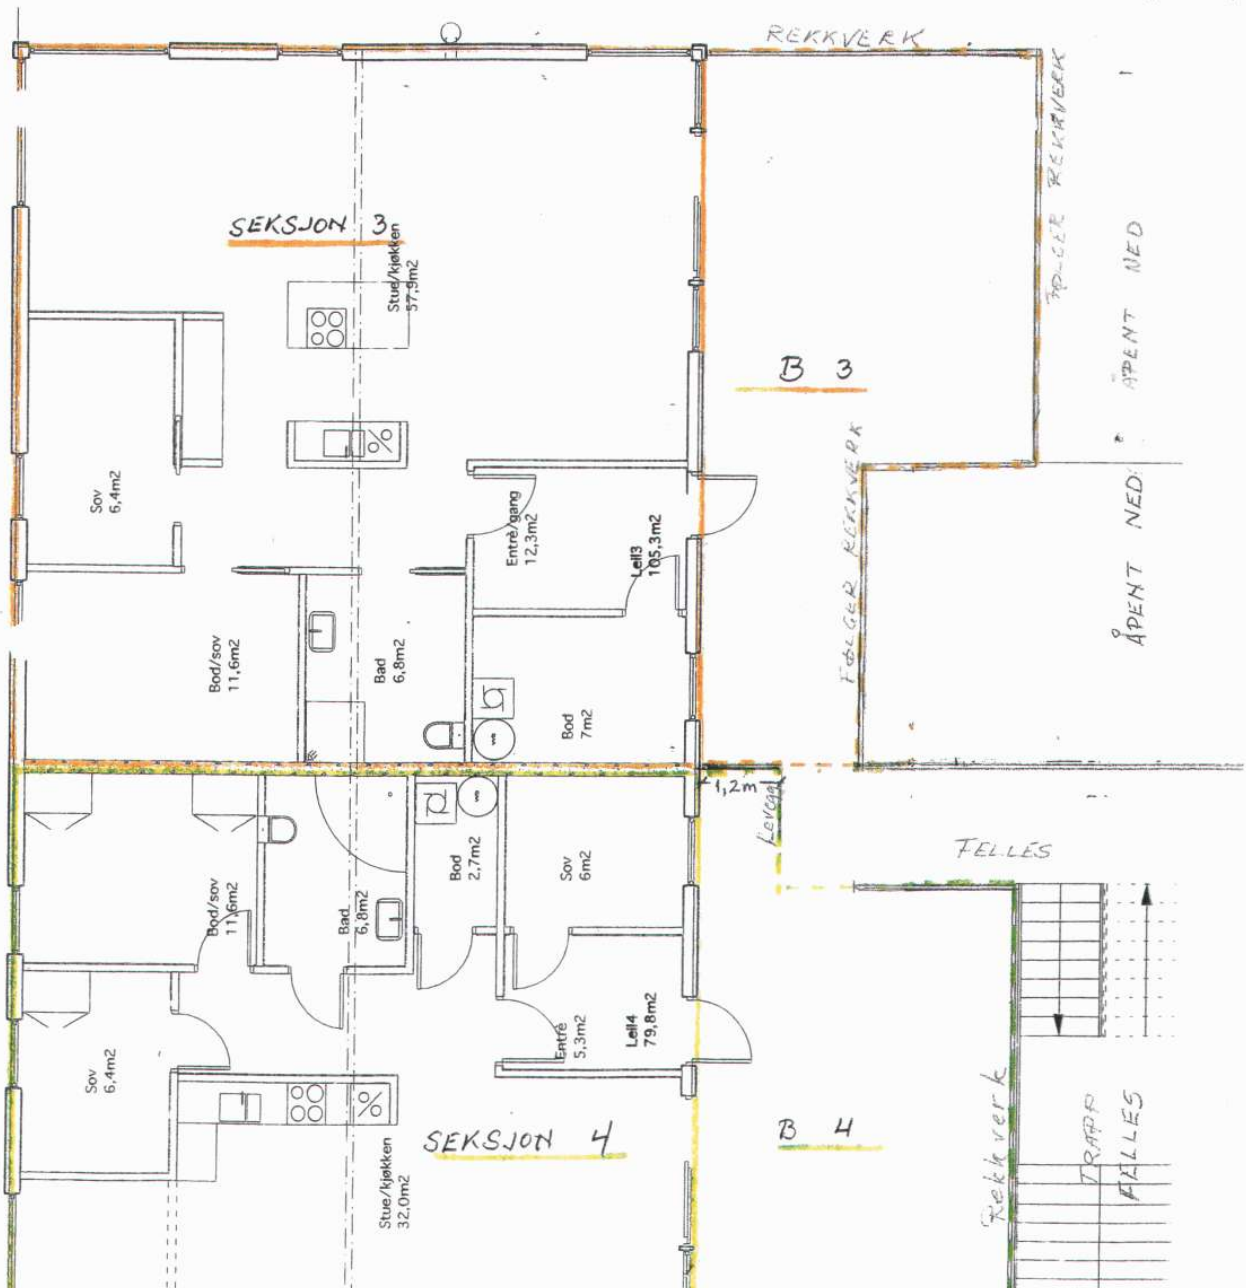 REKKVERK
FØLGER REKKVERK
SEKSJON 3
Stue/kjøkken
57,9m2
B 3
ÅPENT NED
Sov
6,4m2
Entrè/gang
12,3m2
Leil3
105,3m2
FØLGER REKKVERK
ÅPENT NED
Bod/sov
11,6m2
Bad
6,8m2
Bod
7m2
1,2m
Levegg
FELLES
Bod/sov
11,6m2
Bad
6,8m2
Bod
2,7m2
Sov
6m2
Sov
6,4m2
Entrè
5,3m2
Leil4
79,8m2
SEKSJON 4
B 4
Stue/kjøkken
32,0m2
Rekkverk
TRAPP
FELLES